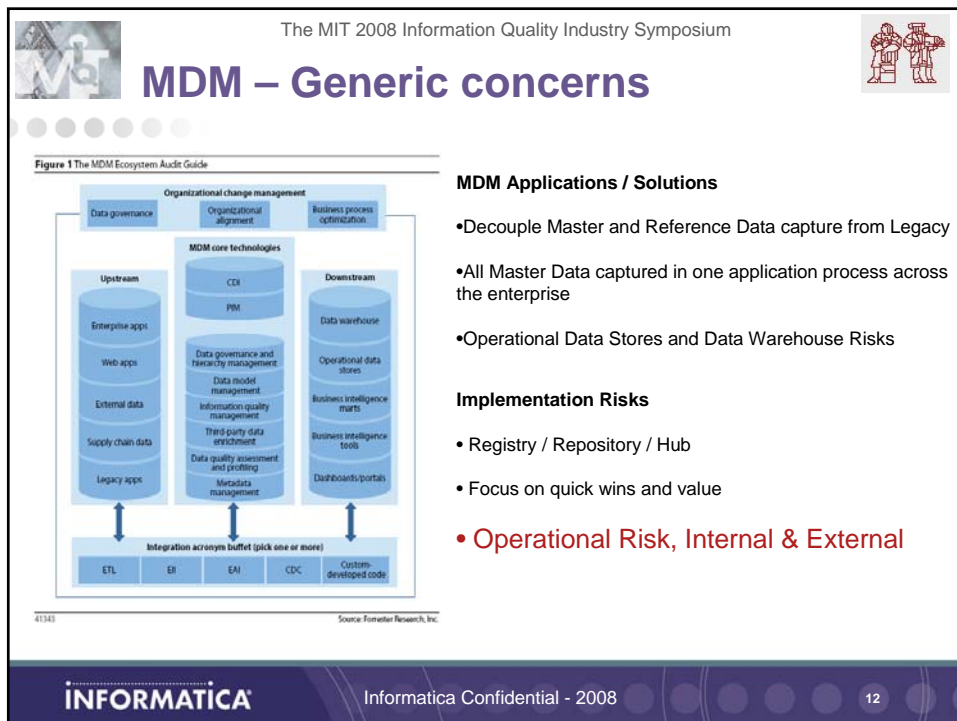 The MIT 2008 Information Quality Industry Symposium
MDM – Generic concerns
Figure 1 The MDM Ecosystem Audit Guide
Organizational change management
Data governance
Organizational
alignment
Business process
optimization
MDM core technologies
CDI
PIM
Data governance and
hierarchy management
Data model
management
Information quality
management
Third-party data
enrichment
Data quality assessment
and profiling
Metadata
management
Upstream
Enterprise apps
Web apps
External data
Supply chain data
Legacy apps
Downstream
Data warehouse
Operational data
stores
Business intelligence
marts
Business intelligence
tools
Dashboards/portals
Integration acronym buffet (pick one or more)
ETL
EII
EAI
CDC
Custom-
developed code
41343
Source: Forrester Research, Inc.
MDM Applications / Solutions
•Decouple Master and Reference Data capture from Legacy
•All Master Data captured in one application process across
the enterprise
•Operational Data Stores and Data Warehouse Risks
Implementation Risks
• Registry / Repository / Hub
• Focus on quick wins and value
• Operational Risk, Internal & External
INFORMATICA®
Informatica Confidential - 2008
12